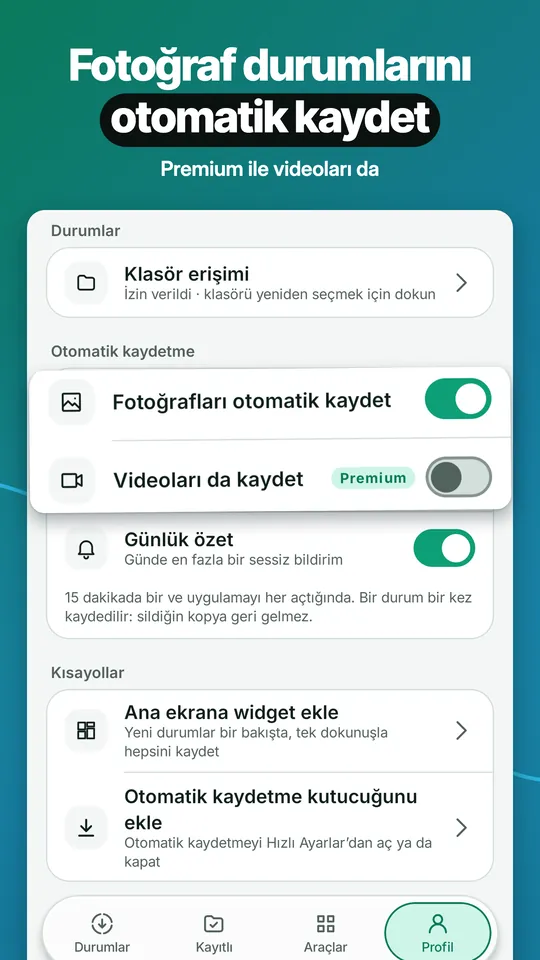 Fotoğraf durumlarını
otomatik kaydet
Premium ile videoları da
Durumlar
Klasör erişimi
İzin verildi · klasörü yeniden seçmek için dokun
Otomatik kaydetme
Fotoğrafları otomatik kaydet
Videoları da kaydet Premium
Günlük özet
Günde en fazla bir sessiz bildirim
15 dakikada bir ve uygulamayı her açtığında. Bir durum bir kez
kaydedilir: sildiğin kopya geri gelmez.
Kısayollar
Ana ekrana widget ekle
Yeni durumlar bir bakışta, tek dokunuşla
hepsini kaydet
Otomatik kaydetme kutucuğunu
ekle
Otomatik kaydetmeyi Hızlı Ayarlar’dan aç ya da
kapat
Durumlar Kayıtlı Araçlar Profil